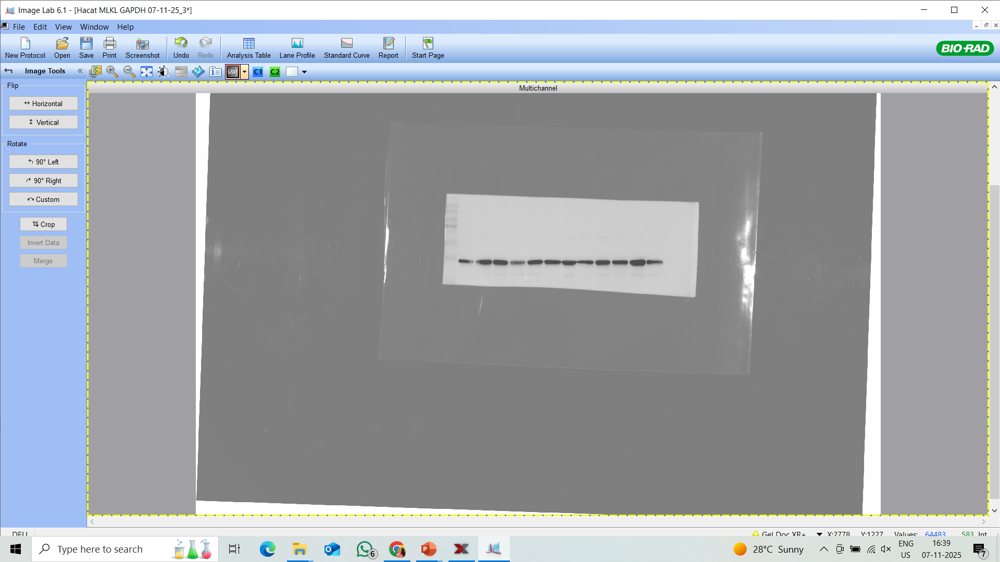 Image Lab 6.1 - [Hacat MLKL GAPDH 07-11-25_3*]
File Edit View Window Help
New Protocol Open Save Print Screenshot Undo Redo Analysis Table Lane Profile Standard Curve Report Start Page
BIO-RAD
Image Tools
GRAY C1 C2
Multichannel
Flip
Horizontal
Vertical
Rotate
90° Left
90° Right
Custom
Crop
Invert Data
Merge
Gel Doc XR+ X:2778 Y:1227 Values: 64483 583 Int
Type here to search
6
28°C Sunny
ENG
US
16:39
07-11-2025
7